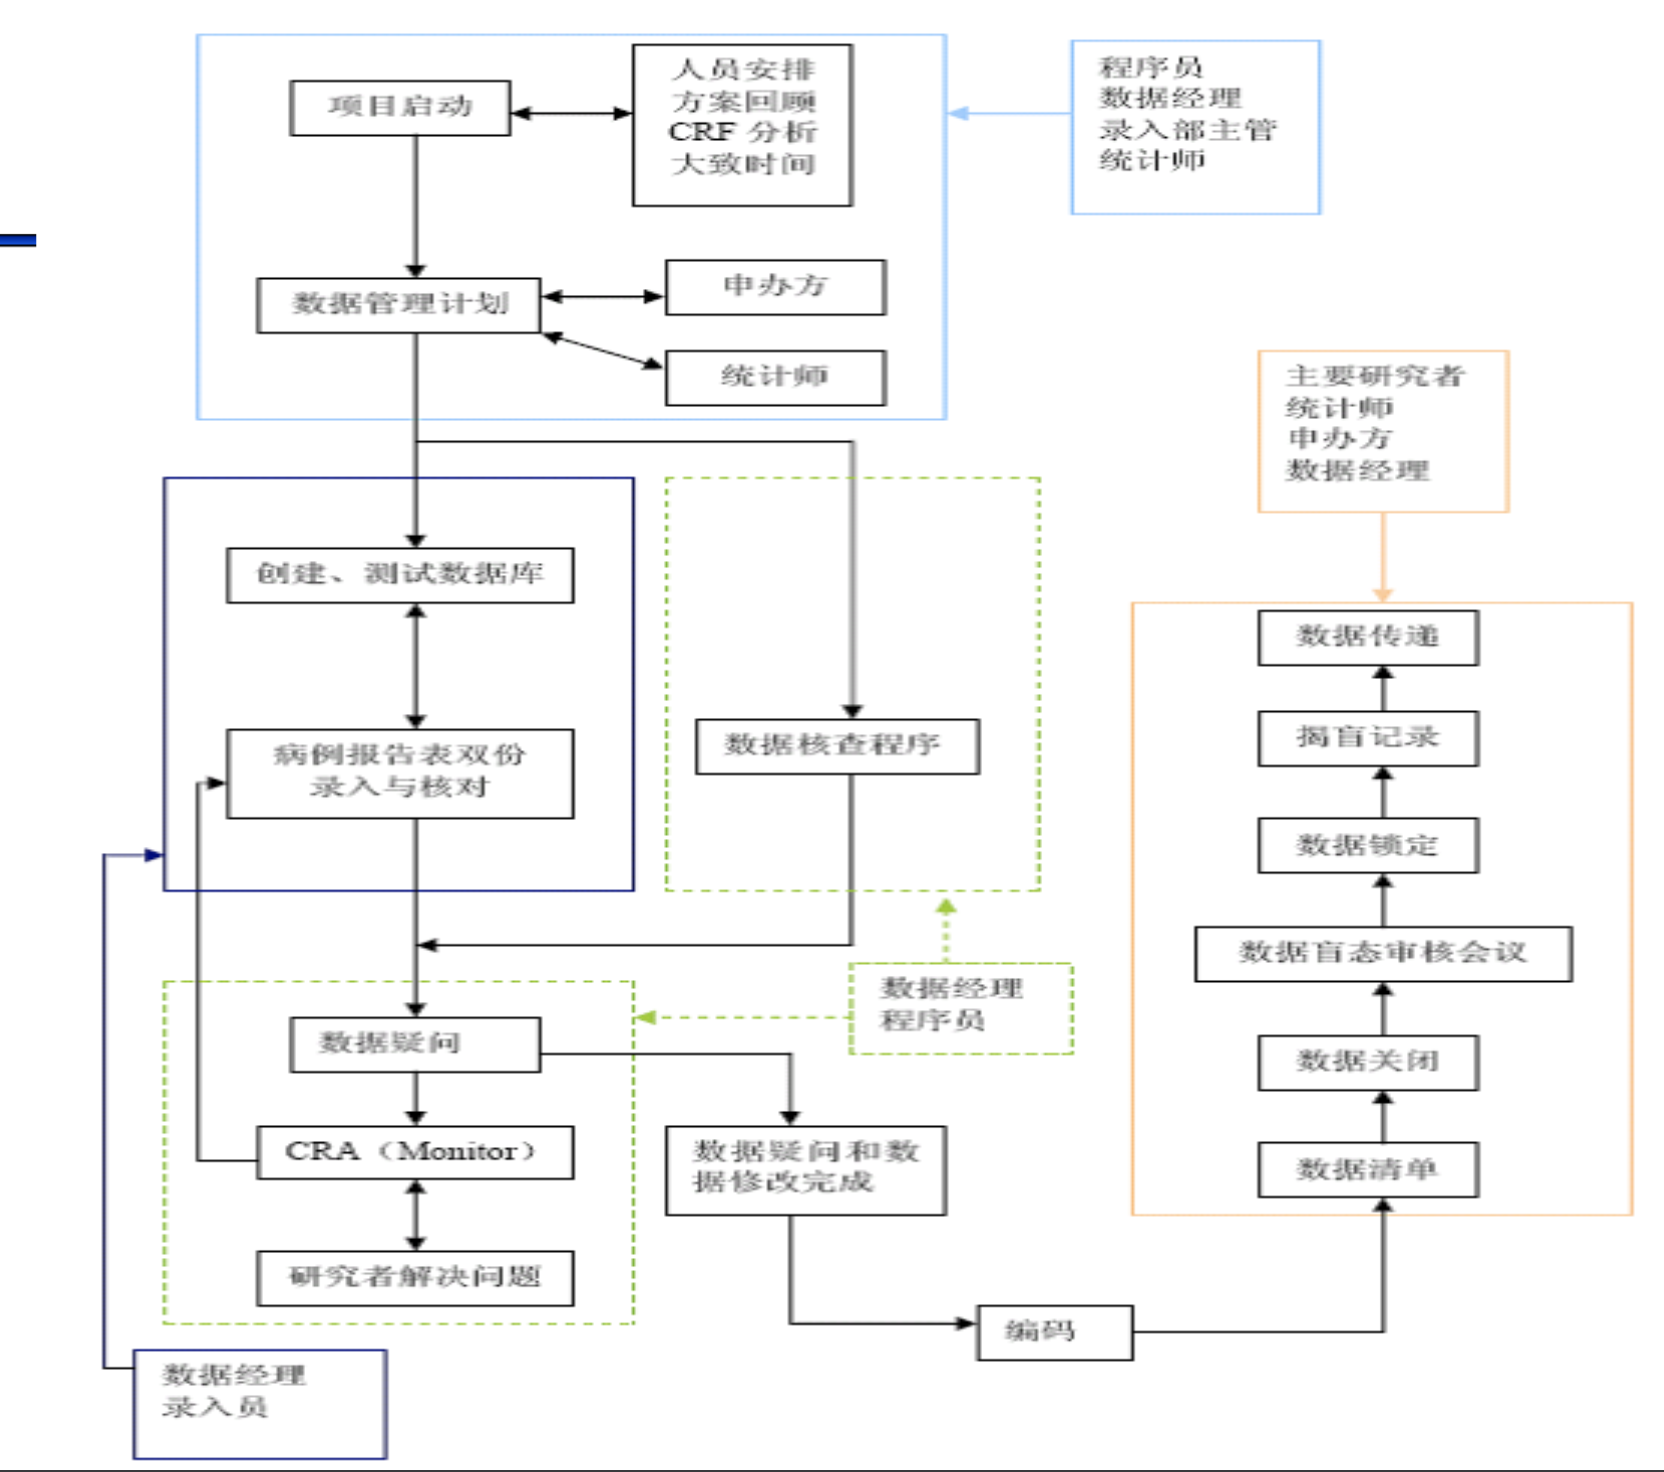 项目启动
人员安排
方案回顾
CRF 分析
大致时间
程序员
数据经理
录入部主管
统计师
数据管理计划
申办方
统计师
主要研究者
统计师
申办方
数据经理
创建、测试数据库
病例报告表双份
录入与核对
数据核查程序
数据传递
揭盲记录
数据锁定
数据盲态审核会议
数据关闭
数据清单
数据经理
程序员
数据疑问
CRA（Monitor）
研究者解决问题
数据疑问和数
据修改完成
编码
数据经理
录入员